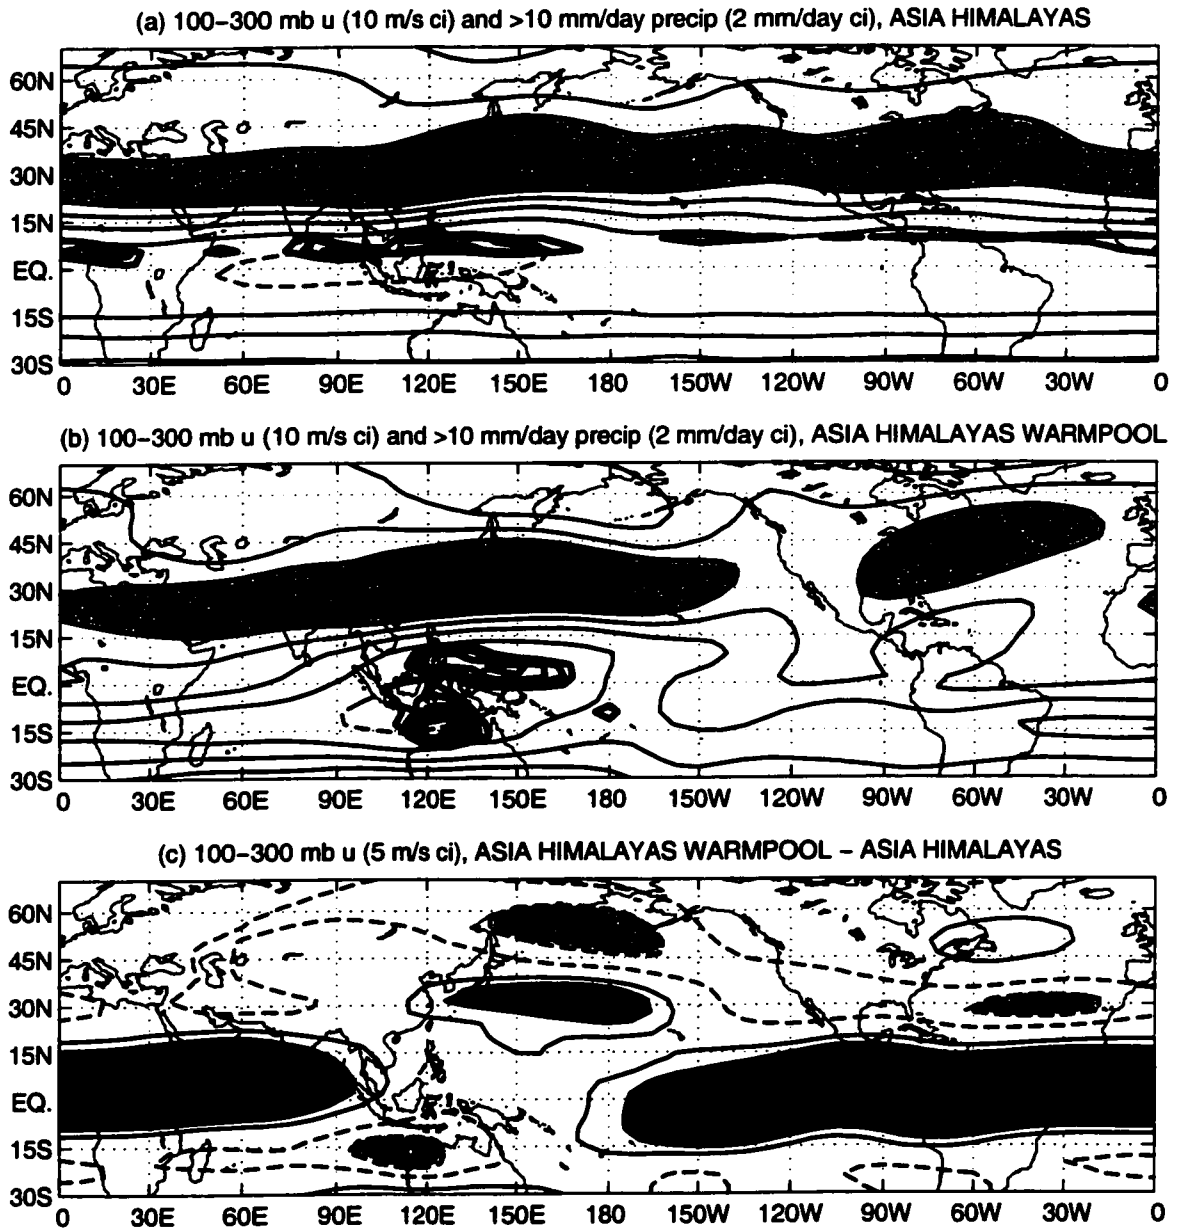 (a) 100–300 mb u (10 m/s ci) and >10 mm/day precip (2 mm/day ci), ASIA HIMALAYAS
60N
45N
30N
15N
EQ.
15S
30S
0 30E 60E 90E 120E 150E 180 150W 120W 90W 60W 30W 0
(b) 100–300 mb u (10 m/s ci) and >10 mm/day precip (2 mm/day ci), ASIA HIMALAYAS WARMPOOL
60N
45N
30N
15N
EQ.
15S
30S
0 30E 60E 90E 120E 150E 180 150W 120W 90W 60W 30W 0
(c) 100–300 mb u (5 m/s ci), ASIA HIMALAYAS WARMPOOL – ASIA HIMALAYAS
60N
45N
30N
15N
EQ.
15S
30S
0 30E 60E 90E 120E 150E 180 150W 120W 90W 60W 30W 0